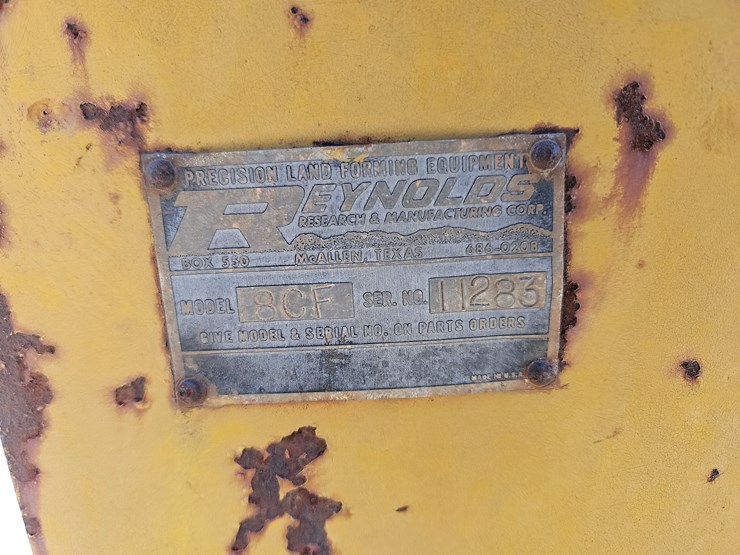 PRECISION LAND FORMING EQUIPMENT
REYNOLDS
RESEARCH & MANUFACTURING CORP.
BOX 550 McALLEN, TEXAS 686-0208
MODEL 8CF SER. NO. 11283
GIVE MODEL & SERIAL NO. ON PARTS ORDERS
MADE IN U.S.A.